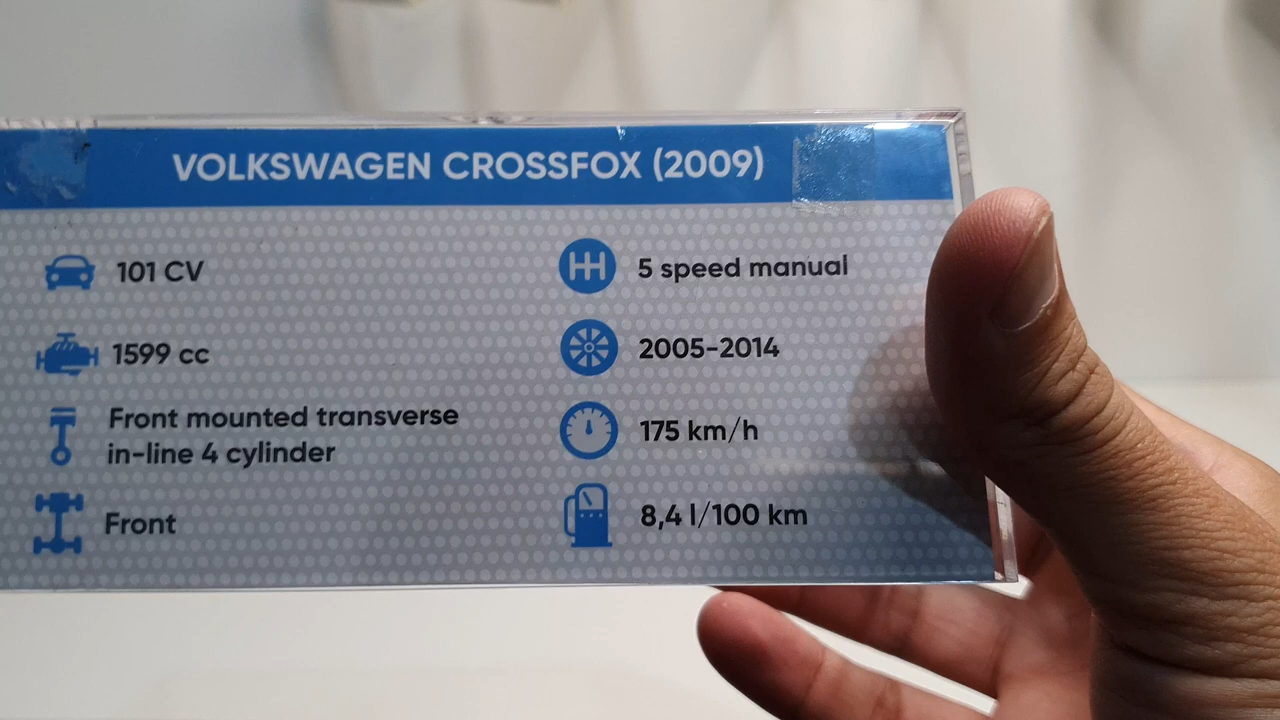 VOLKSWAGEN CROSSFOX (2009)
101 CV
1599 cc
Front mounted transverse
in-line 4 cylinder
Front
5 speed manual
2005-2014
175 km/h
8,4 l/100 km